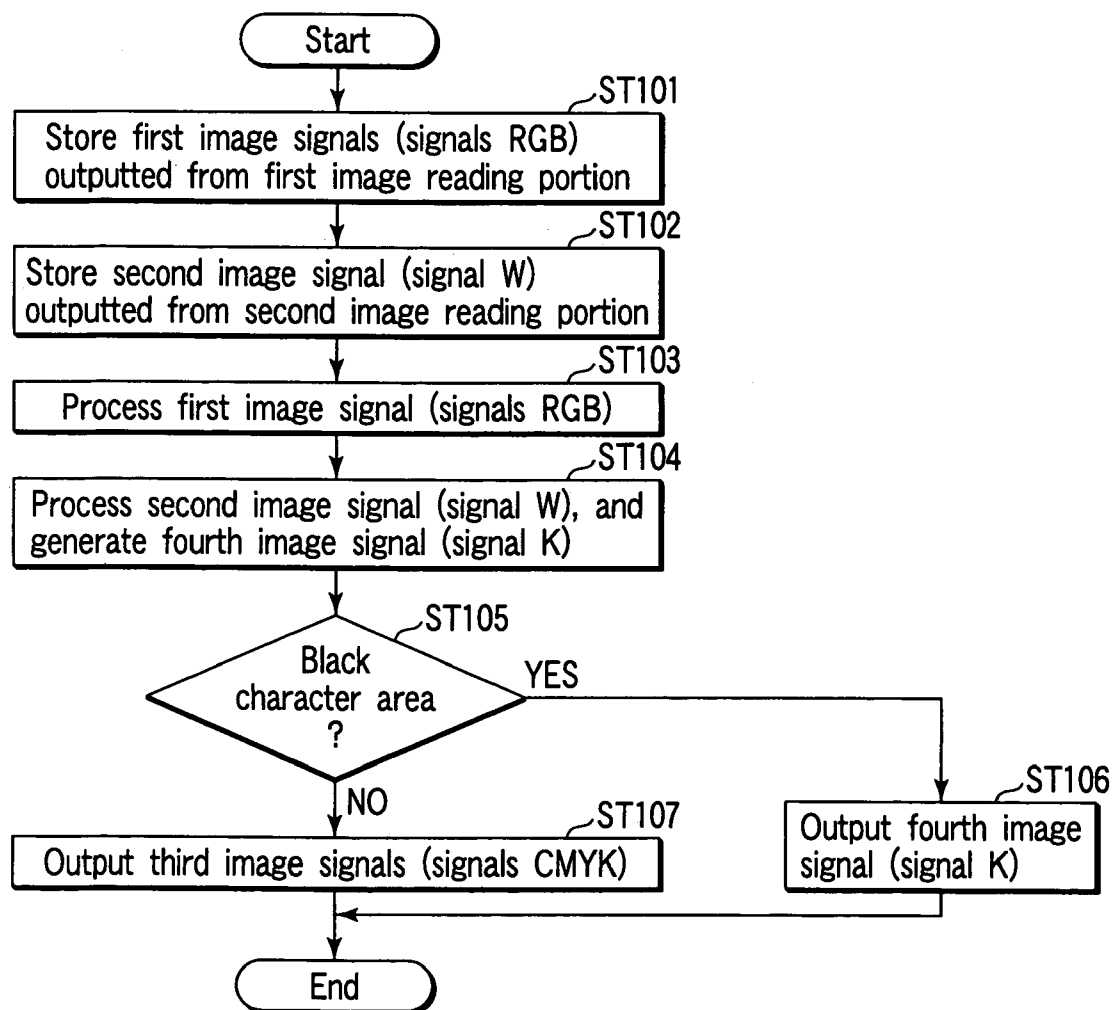 Start
ST101
Store first image signals (signals RGB)
outputted from first image reading portion
ST102
Store second image signal (signal W)
outputted from second image reading portion
ST103
Process first image signal (signals RGB)
ST104
Process second image signal (signal W), and
generate fourth image signal (signal K)
ST105
Black
character area
?
YES
NO
ST106
Output fourth image
signal (signal K)
ST107
Output third image signals (signals CMYK)
End